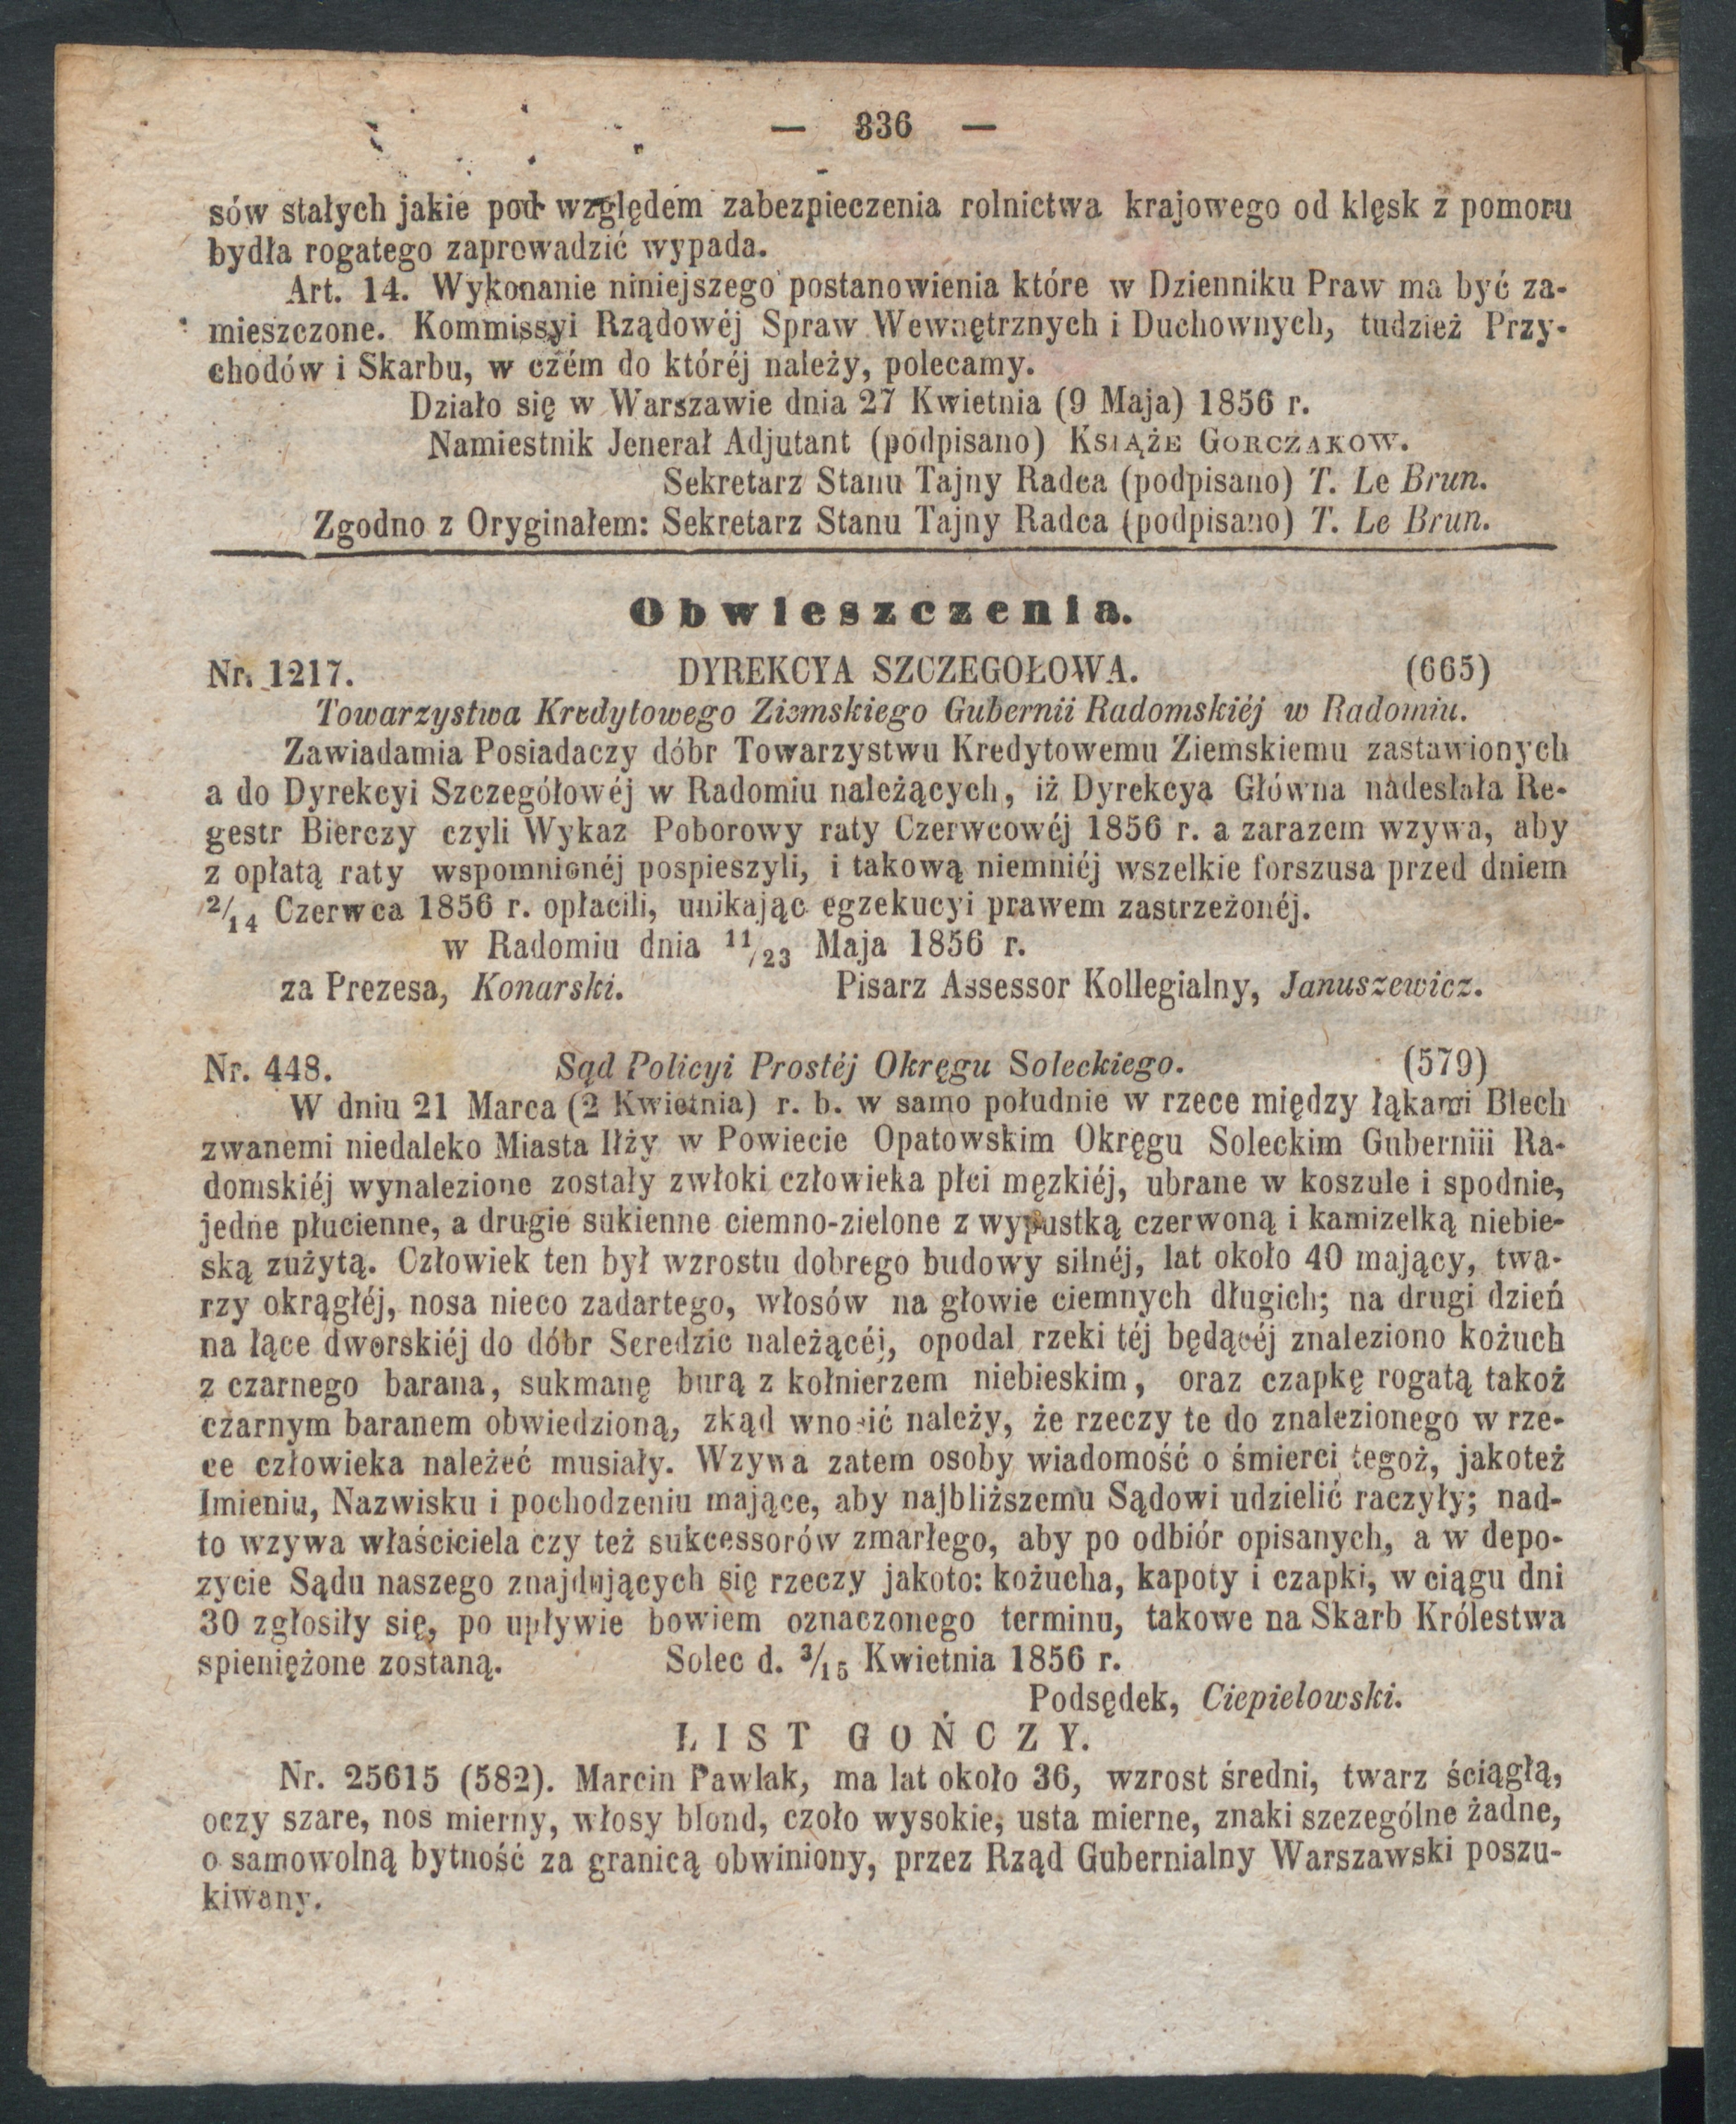 — 336 —
sów stałych jakie pod względem zabezpieczenia rolnictwa krajowego od klęsk z pomoru
bydła rogatego zaprowadzić wypada.
Art. 14. Wykonanie niniejszego postanowienia które w Dzienniku Praw ma być za-
mieszczone. Kommissyi Rządowéj Spraw Wewnętrznych i Duchownych, tudzież Przy-
chodów i Skarbu, w czém do któréj należy, polecamy.
Działo się w Warszawie dnia 27 Kwietnia (9 Maja) 1856 r.
Namiestnik Jenerał Adjutant (podpisano) Książe Gorczakow.
Sekretarz Stanu Tajny Radca (podpisano) T. Le Brun.
Zgodno z Oryginałem: Sekretarz Stanu Tajny Radca (podpisano) T. Le Brun.
Obwieszczenia.
Nr. 1217. DYREKCYA SZCZEGOŁOWA. (665)
Towarzystwa Kredytowego Ziemskiego Gubernii Radomskiéj w Radomiu.
Zawiadamia Posiadaczy dóbr Towarzystwu Kredytowemu Ziemskiemu zastawionych
a do Dyrekcyi Szczegółowéj w Radomiu należących, iż Dyrekcya Główna nadesłała Re-
gestr Bierczy czyli Wykaz Poborowy raty Czerwcowéj 1856 r. a zarazem wzywa, aby
z opłatą raty wspomnionéj pospieszyli, i takową niemniéj wszelkie forszusa przed dniem
2/14 Czerwca 1856 r. opłacili, unikając egzekucyi prawem zastrzeżonéj.
w Radomiu dnia 11/23 Maja 1856 r.
za Prezesa, Konarski. Pisarz Assessor Kollegialny, Januszewicz.
Nr. 448. Sąd Policyi Prostéj Okręgu Soleckiego. (579)
W dniu 21 Marca (2 Kwietnia) r. b. w samo południe w rzece między łąkami Blech
zwanemi niedaleko Miasta Iłży w Powiecie Opatowskim Okręgu Soleckim Guberniii Ra-
domskiéj wynalezione zostały zwłoki człowieka płci męzkiéj, ubrane w koszule i spodnie,
jedne płucienne, a drugie sukienne ciemno-zielone z wypustką czerwoną i kamizelką niebie-
ską zużytą. Człowiek ten był wzrostu dobrego budowy silnéj, lat około 40 mający, twa-
rzy okrągłéj, nosa nieco zadartego, włosów na głowie ciemnych długich; na drugi dzień
na łące dworskiéj do dóbr Seredzic należącéj, opodal rzeki téj będącéj znaleziono kożuch
z czarnego barana, sukmanę burą z kołnierzem niebieskim, oraz czapkę rogatą takoż
czarnym baranem obwiedzioną, zkąd wnosić należy, że rzeczy te do znalezionego w rze-
ce człowieka należeć musiały. Wzywa zatem osoby wiadomość o śmierci tegoż, jakoteż
Imieniu, Nazwisku i pochodzeniu mające, aby najbliższemu Sądowi udzielić raczyły; nad-
to wzywa właściciela czy też sukcessorów zmarłego, aby po odbiór opisanych, a w depo-
zycie Sądu naszego znajdujących się rzeczy jakoto: kożucha, kapoty i czapki, w ciągu dni
30 zgłosiły się, po upływie bowiem oznaczonego terminu, takowe na Skarb Królestwa
spieniężone zostaną. Solec d. 3/15 Kwietnia 1856 r.
Podsędek, Ciepielowski.
LIST GOŃCZY.
Nr. 25615 (582). Marcin Pawlak, ma lat około 36, wzrost średni, twarz ściągłą,
oczy szare, nos mierny, włosy blond, czoło wysokie, usta mierne, znaki szczególne żadne,
o samowolną bytność za granicą obwiniony, przez Rząd Gubernialny Warszawski poszu-
kiwany.